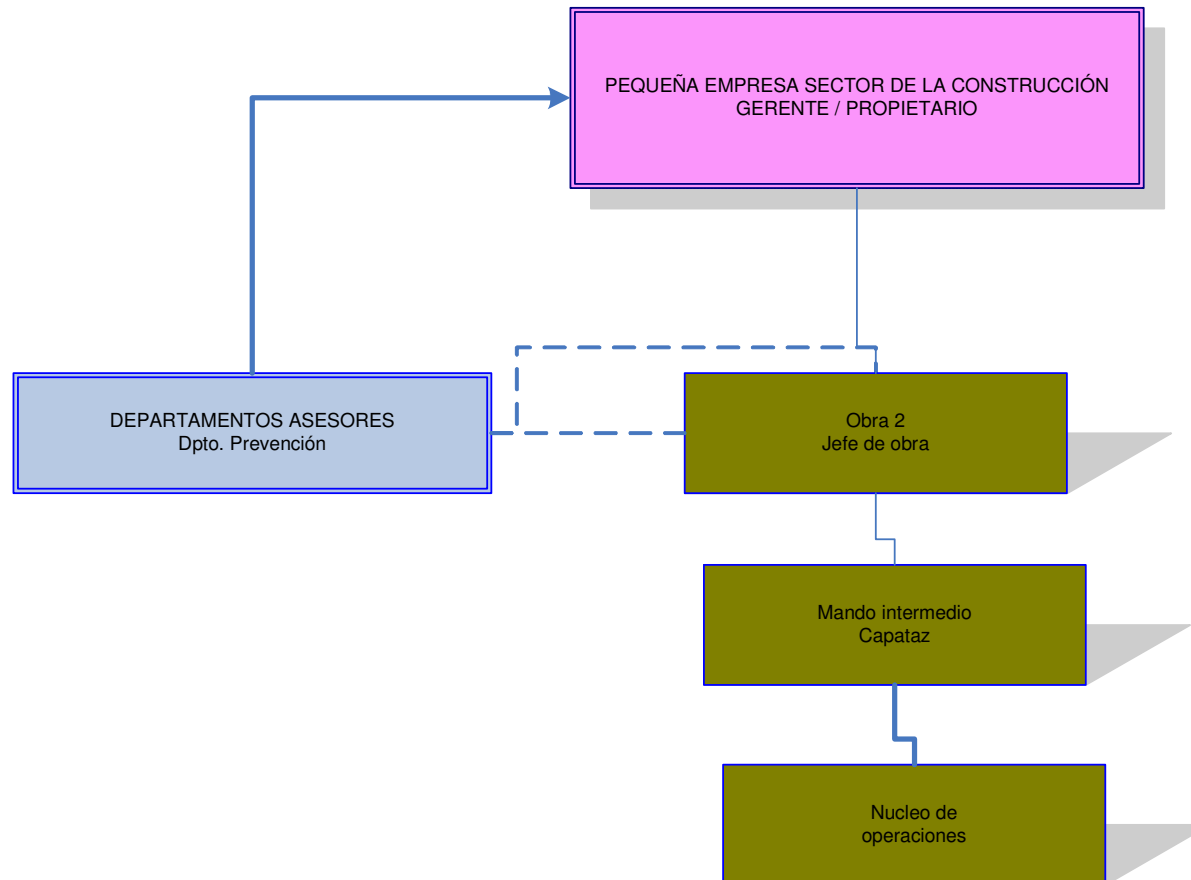 PEQUEÑA EMPRESA SECTOR DE LA CONSTRUCCIÓN
GERENTE / PROPIETARIO
DEPARTAMENTOS ASESORES
Dpto. Prevención
Obra 2
Jefe de obra
Mando intermedio
Capataz
Nucleo de
operaciones